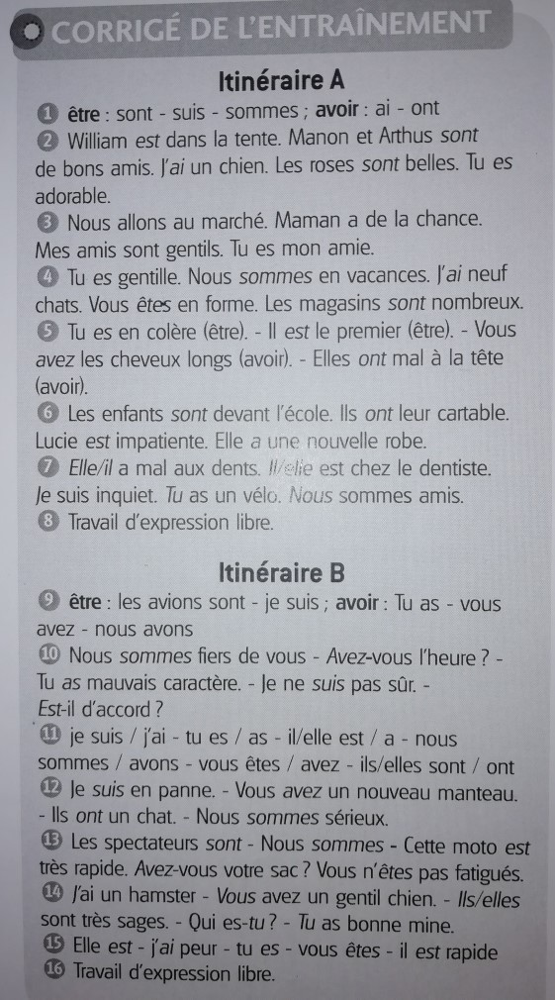 CORRIGÉ DE L'ENTRAÎNEMENT
Itinéraire A
1 être : sont - suis - sommes ; avoir : ai - ont
2 William est dans la tente. Manon et Arthus sont
de bons amis. J'ai un chien. Les roses sont belles. Tu es
adorable.
3 Nous allons au marché. Maman a de la chance.
Mes amis sont gentils. Tu es mon amie.
4 Tu es gentille. Nous sommes en vacances. J'ai neuf
chats. Vous êtes en forme. Les magasins sont nombreux.
5 Tu es en colère (être). - Il est le premier (être). - Vous
avez les cheveux longs (avoir). - Elles ont mal à la tête
(avoir).
6 Les enfants sont devant l'école. Ils ont leur cartable.
Lucie est impatiente. Elle a une nouvelle robe.
7 Elle/il a mal aux dents. Il/elle est chez le dentiste.
Je suis inquiet. Tu as un vélo. Nous sommes amis.
8 Travail d'expression libre.
Itinéraire B
9 être : les avions sont - je suis ; avoir : Tu as - vous
avez - nous avons
10 Nous sommes fiers de vous - Avez-vous l'heure ? -
Tu as mauvais caractère. - Je ne suis pas sûr. -
Est-il d'accord ?
11 je suis / j'ai - tu es / as - il/elle est / a - nous
sommes / avons - vous êtes / avez - ils/elles sont / ont
12 Je suis en panne. - Vous avez un nouveau manteau.
- Ils ont un chat. - Nous sommes sérieux.
13 Les spectateurs sont - Nous sommes - Cette moto est
très rapide. Avez-vous votre sac ? Vous n'êtes pas fatigués.
14 J'ai un hamster - Vous avez un gentil chien. - Ils/elles
sont très sages. - Qui es-tu ? - Tu as bonne mine.
15 Elle est - j'ai peur - tu es - vous êtes - il est rapide
16 Travail d'expression libre.